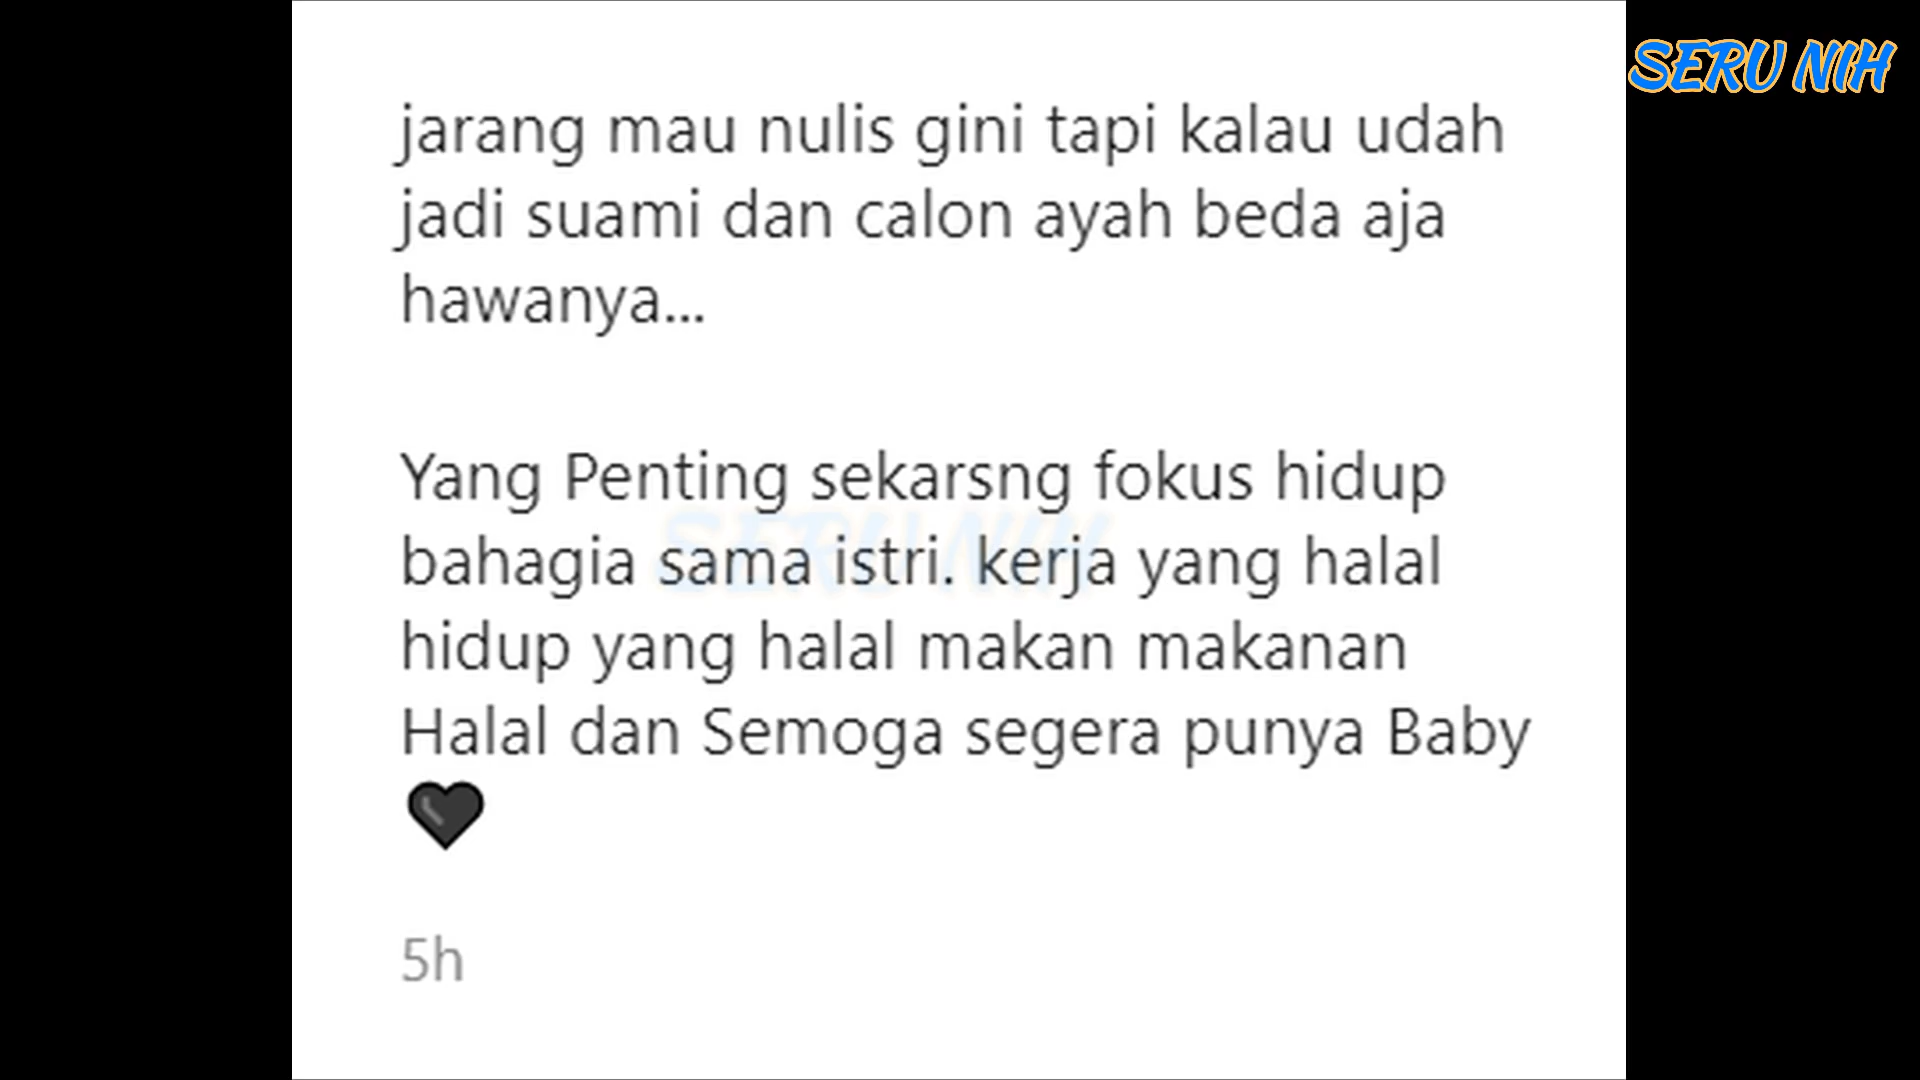 SERU NIH
jarang mau nulis gini tapi kalau udah
jadi suami dan calon ayah beda aja
hawanya...
Yang Penting sekarsng fokus hidup
bahagia sama istri. kerja yang halal
hidup yang halal makan makanan
Halal dan Semoga segera punya Baby
🖤
5h
SERU NIH